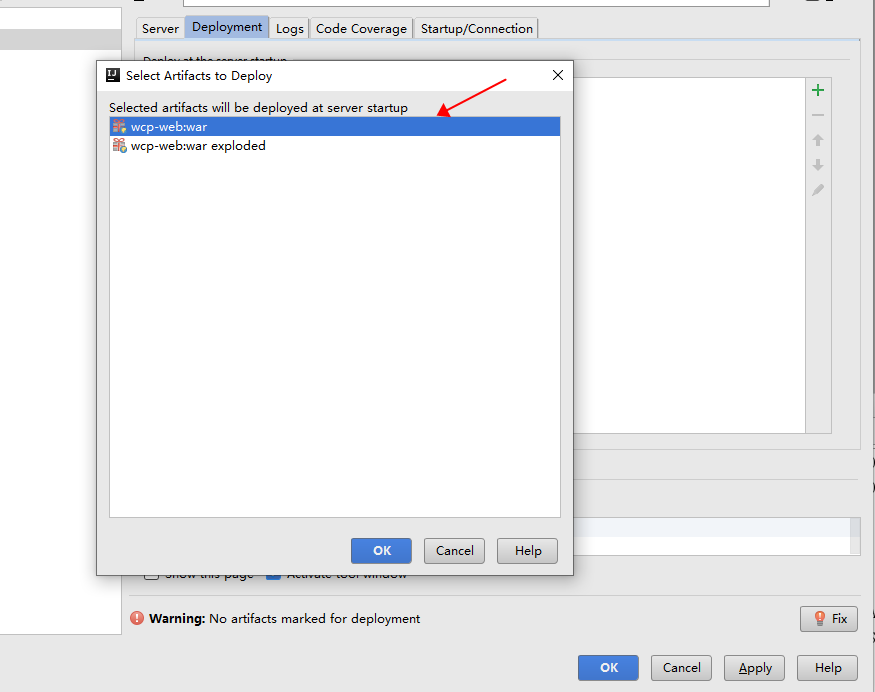 Server Deployment Logs Code Coverage Startup/Connection
Deploy at the server startup
Select Artifacts to Deploy
Selected artifacts will be deployed at server startup
wcp-web:war
wcp-web:war exploded
OK Cancel Help
Show this page Activate tool window
Warning: No artifacts marked for deployment
Fix
OK Cancel Apply Help